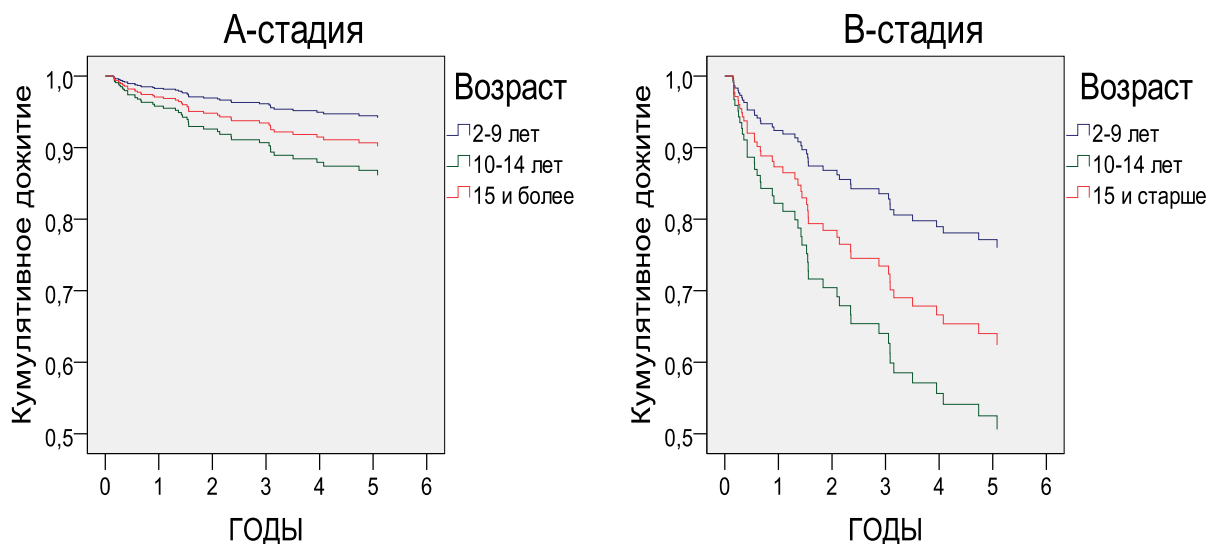 А-стадия
Кумулятивное дожитие
1,0
0,9
0,8
0,7
0,6
0,5
0 1 2 3 4 5 6
ГОДЫ
Возраст
2-9 лет
10-14 лет
15 и более
В-стадия
Кумулятивное дожитие
1,0
0,9
0,8
0,7
0,6
0,5
0 1 2 3 4 5 6
ГОДЫ
Возраст
2-9 лет
10-14 лет
15 и старше